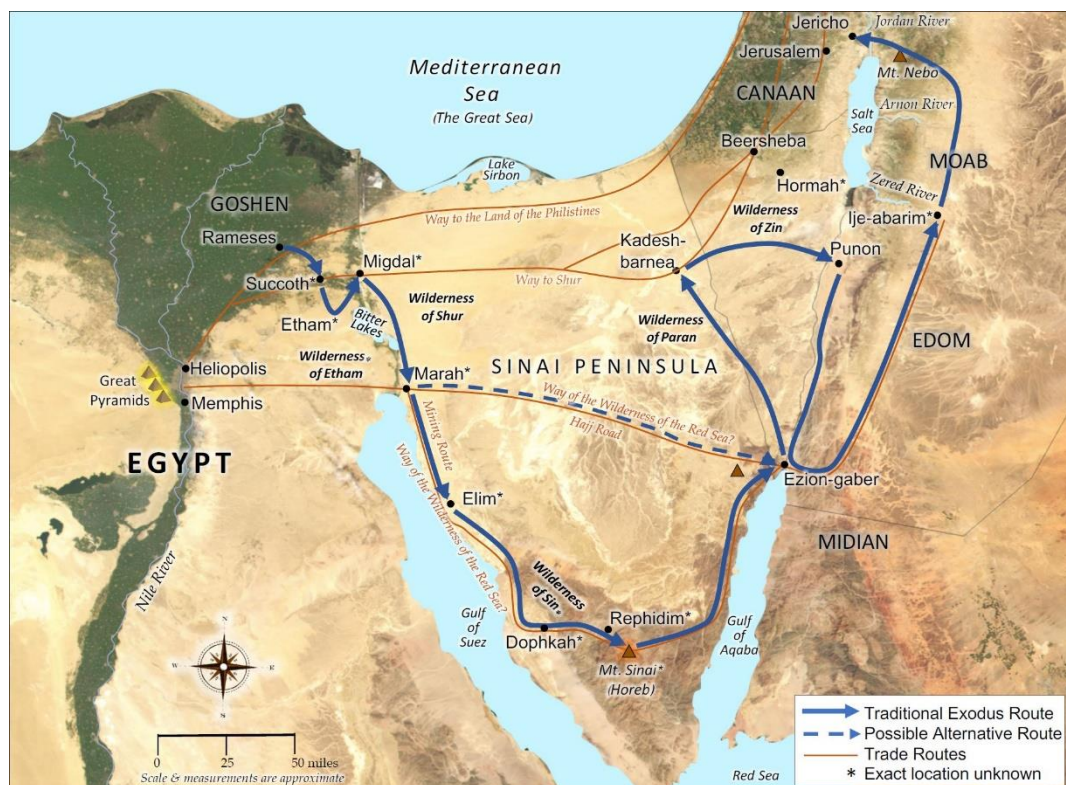 Jericho
Jordan River
Jerusalem
Mt. Nebo
Mediterranean
Sea
(The Great Sea)
CANAAN
Arnon River
Salt
Sea
Beersheba
MOAB
Lake
Sirbon
Hormah*
Zered River
GOSHEN
Way to the Land of the Philistines
Wilderness
of Zin
Ije-abarim*
Rameses
Kadesh-
barnea
Punon
Migdal*
Succoth*
Way to Shur
Etham*
Bitter
Lakes
Wilderness
of Shur
Wilderness
of Paran
EDOM
Wilderness*
of Etham
SINAI PENINSULA
Heliopolis
Marah*
Great
Pyramids
Memphis
Way of the Wilderness of the Red Sea?
Hajj Road
Mining Route
EGYPT
Ezion-gaber
Elim*
Way of the Wilderness of the Red Sea?
MIDIAN
Nile River
Wilderness
of Sin*
Gulf
of
Suez
Rephidim*
Dophkah*
Gulf
of
Aqaba
Mt. Sinai*
(Horeb)
N
W
E
S
0
25
50 miles
Scale & measurements are approximate
Red Sea
Traditional Exodus Route
Possible Alternative Route
Trade Routes
* Exact location unknown